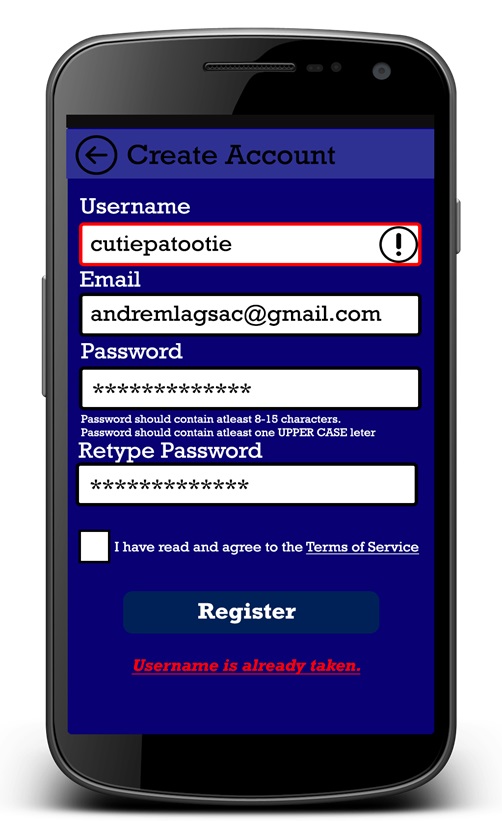 Create Account
Username
cutiepatootie
Email
andremlagsac@gmail.com
Password
*************
Password should contain atleast 8-15 characters.
Password should contain atleast one UPPER CASE leter
Retype Password
*************
I have read and agree to the Terms of Service
Register
Username is already taken.